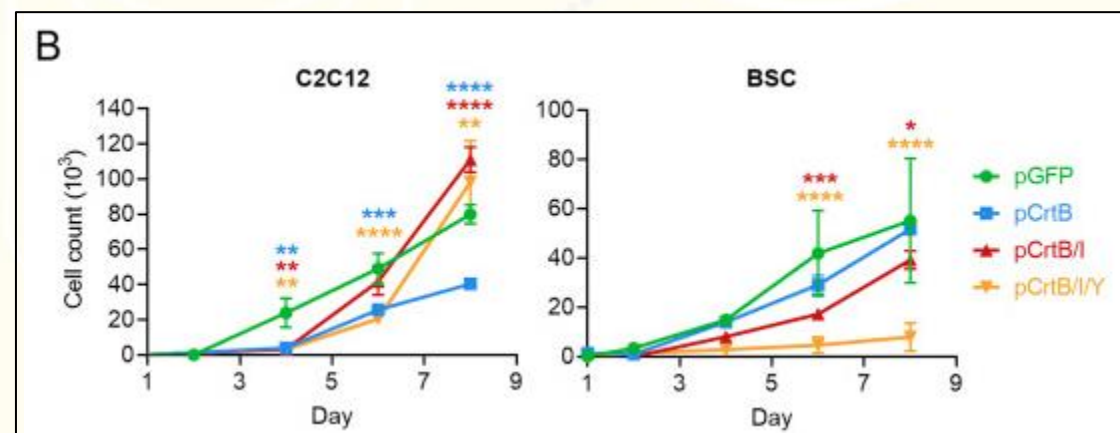 B
C2C12
Cell count (10³)
140
120
100
80
60
40
20
0
**
**
**
***
****
****
****
**
1 3 5 7 9
Day
BSC
100
80
60
40
20
0
***
****
*
****
1 3 5 7 9
Day
pGFP
pCrtB
pCrtB/I
pCrtB/I/Y